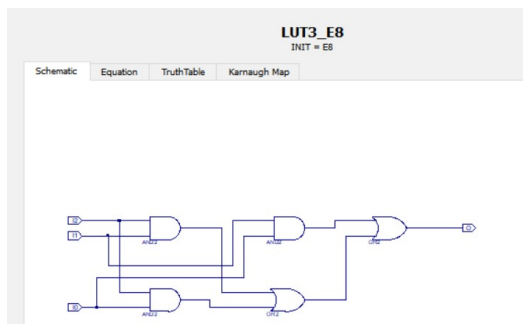 LUT3_E8
INIT = E8
Schematic Equation TruthTable Karnaugh Map
I2
I1
AND2
AND2
OR2
O
I0
AND2
OR2